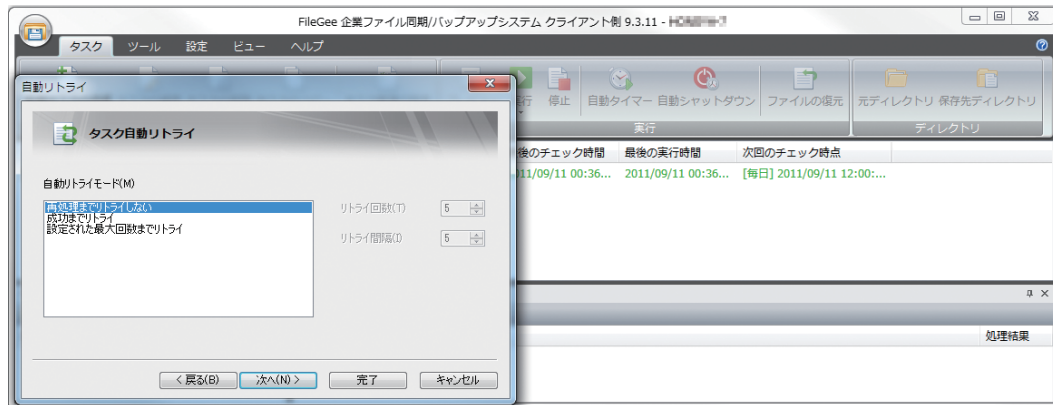 FileGee 企業ファイル同期/バップアップシステム クライアント側 9.3.11 -
タスク ツール 設定 ビュー ヘルプ
自動リトライ
実行 停止 自動タイマー 自動シャットダウン ファイルの復元 元ディレクトリ 保存先ディレクトリ
実行 ディレクトリ
タスク自動リトライ
後のチェック時間 最後の実行時間 次回のチェック時点
011/09/11 00:36... 2011/09/11 00:36... [毎日] 2011/09/11 12:00:...
自動リトライモード(M)
再処理までリトライしない
成功までリトライ
設定された最大回数までリトライ
リトライ回数(T) 5
リトライ間隔(I) 5
処理結果
< 戻る(B) 次へ(N) > 完了 キャンセル